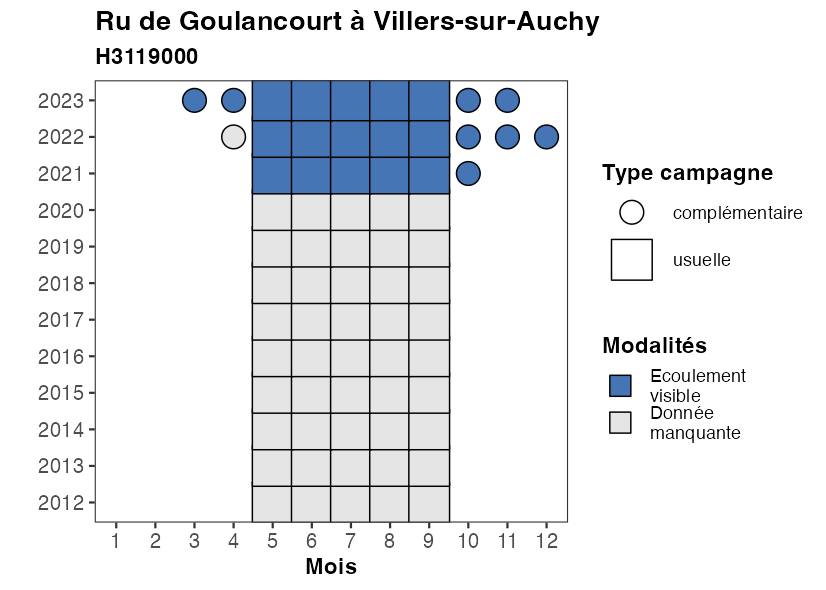 Ru de Goulancourt à Villers-sur-Auchy
H3119000
2023
2022
2021
2020
2019
2018
2017
2016
2015
2014
2013
2012
1 2 3 4 5 6 7 8 9 10 11 12
Mois
Type campagne
complémentaire
usuelle
Modalités
Ecoulement
visible
Donnée
manquante